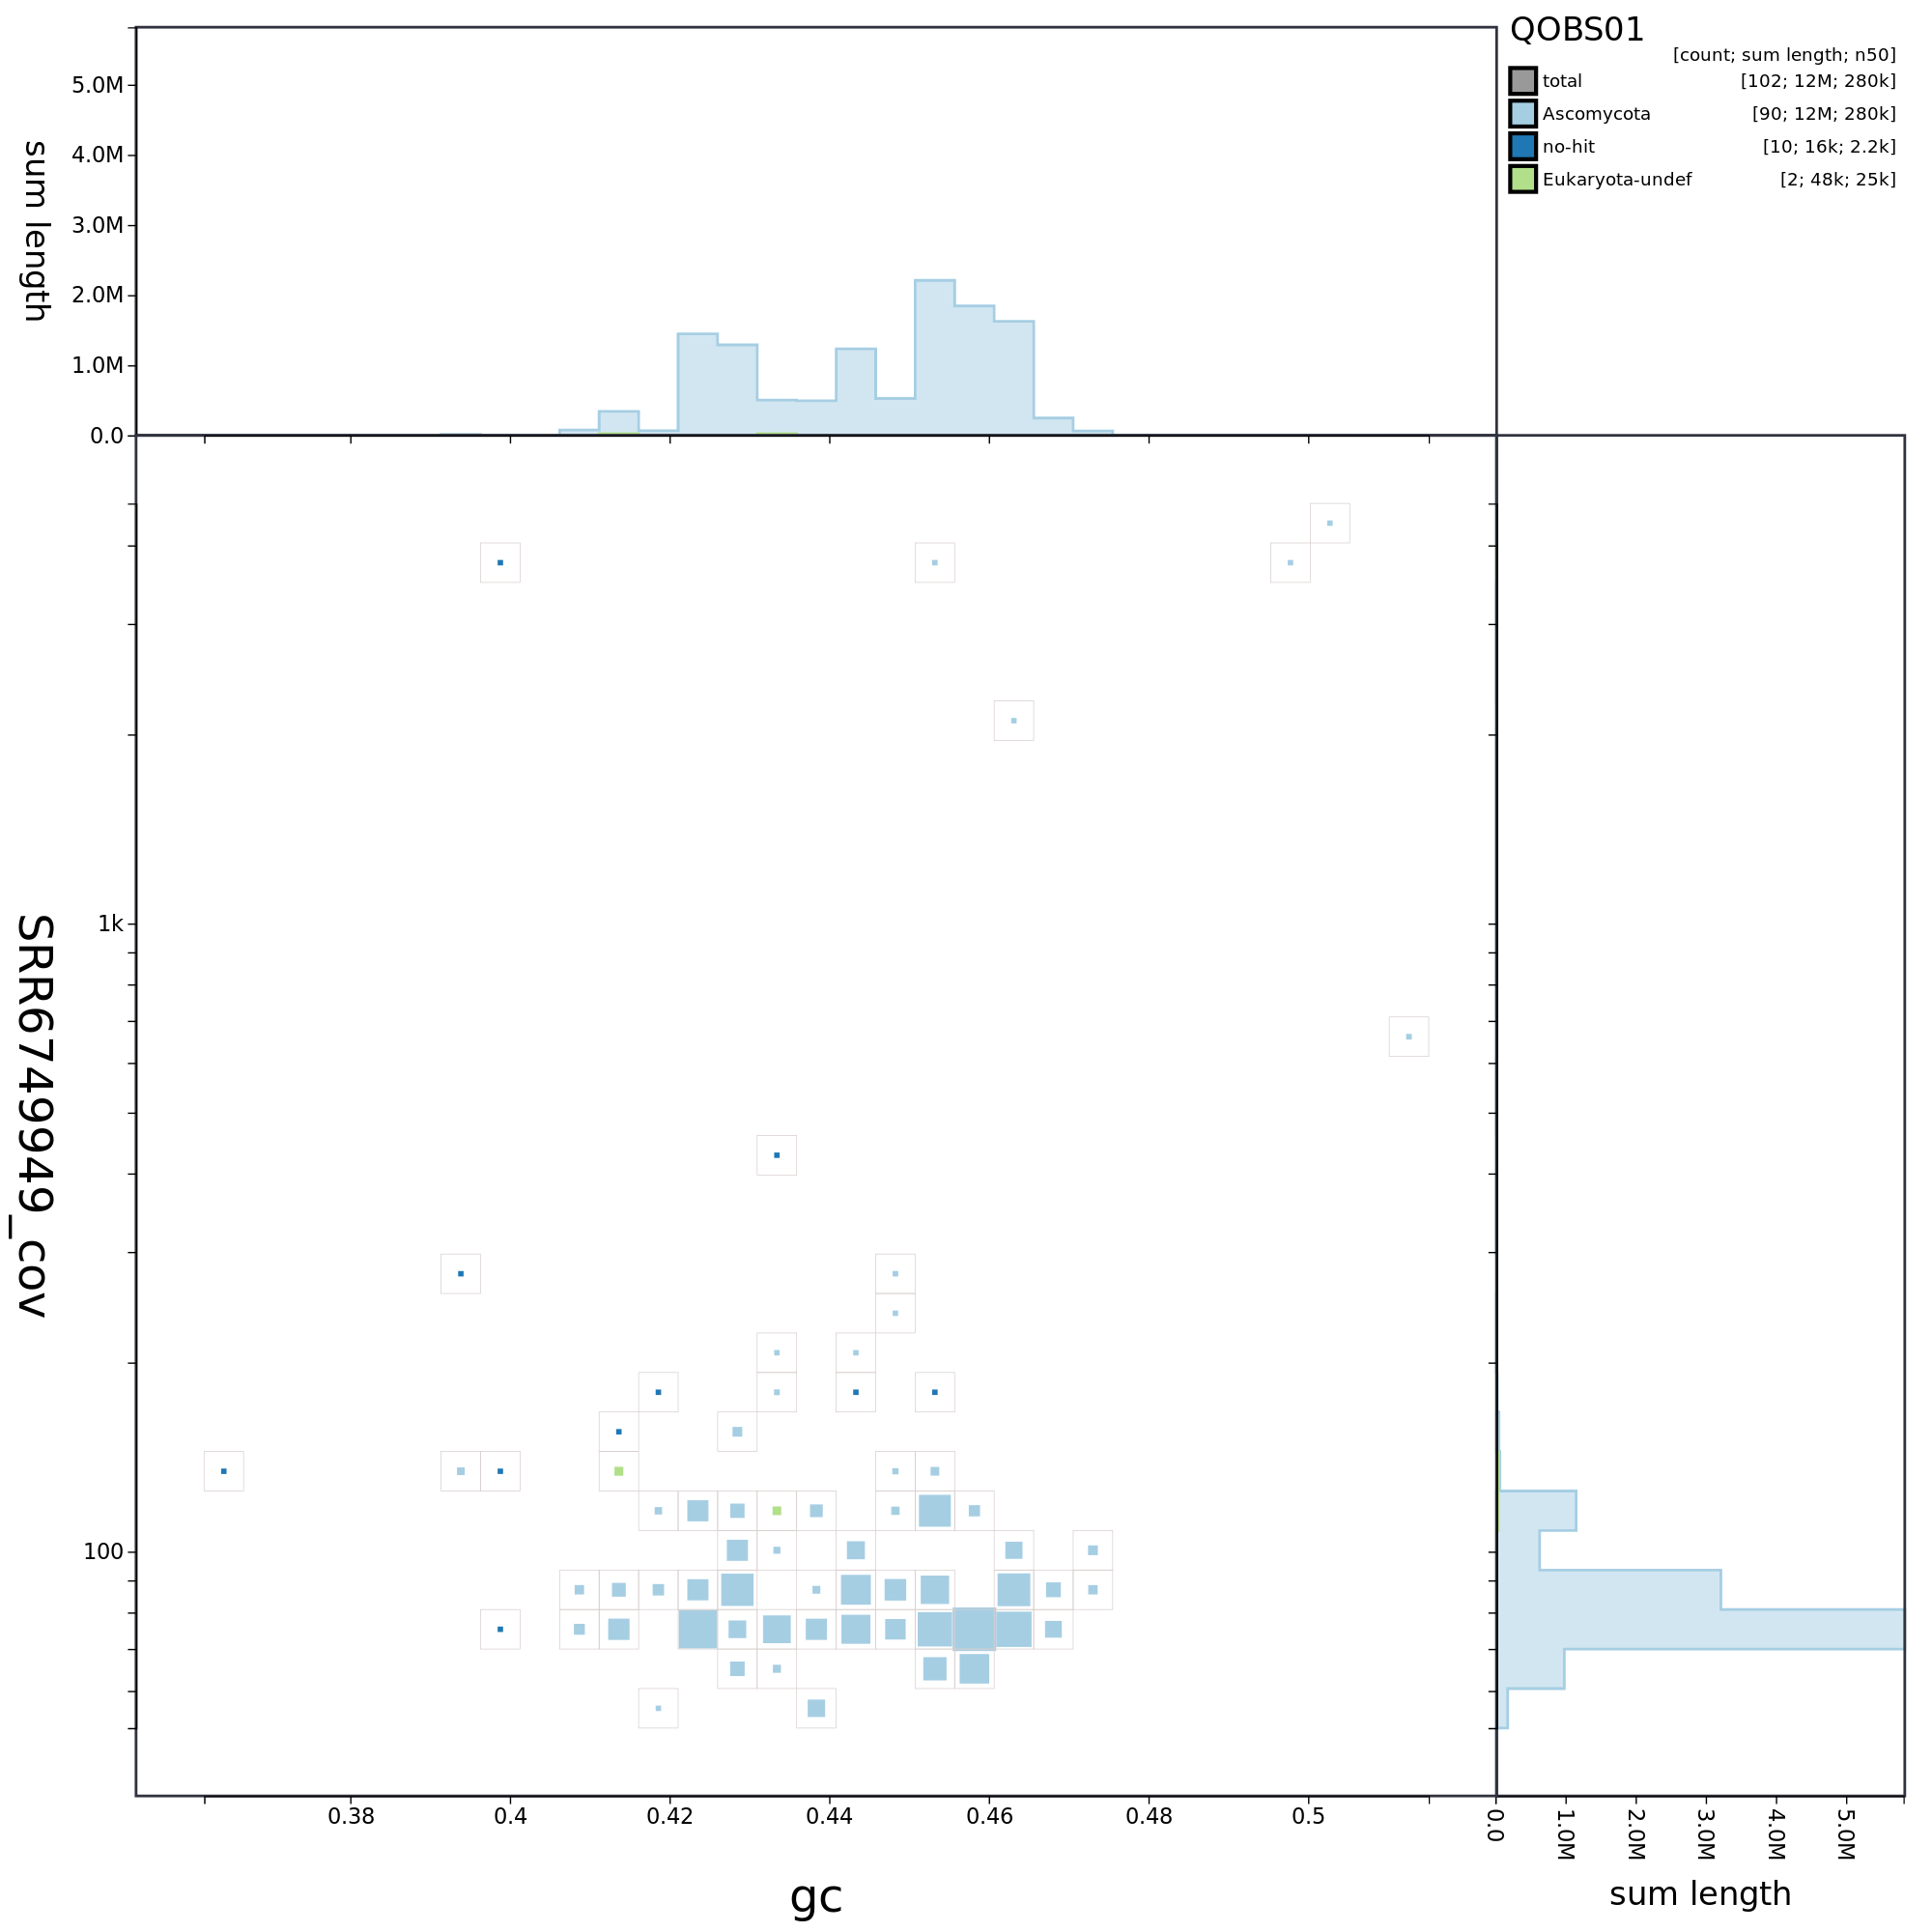 QOBS01
[count; sum length; n50]
total [102; 12M; 280k]
Ascomycota [90; 12M; 280k]
no-hit [10; 16k; 2.2k]
Eukaryota-undef [2; 48k; 25k]
sum length
5.0M
4.0M
3.0M
2.0M
1.0M
0.0
SRR6749949_cov
1k
100
0.38 0.4 0.42 0.44 0.46 0.48 0.5
gc
0.0 1.0M 2.0M 3.0M 4.0M 5.0M
sum length